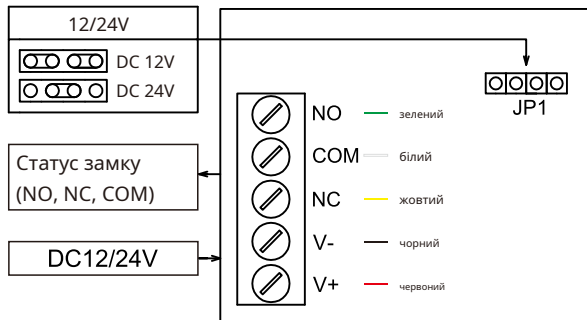 12/24V
DC 12V
DC 24V
JP1
NO зелений
COM білий
NC жовтий
V- чорний
V+ червоний
Статус замку
(NO, NC, COM)
DC12/24V